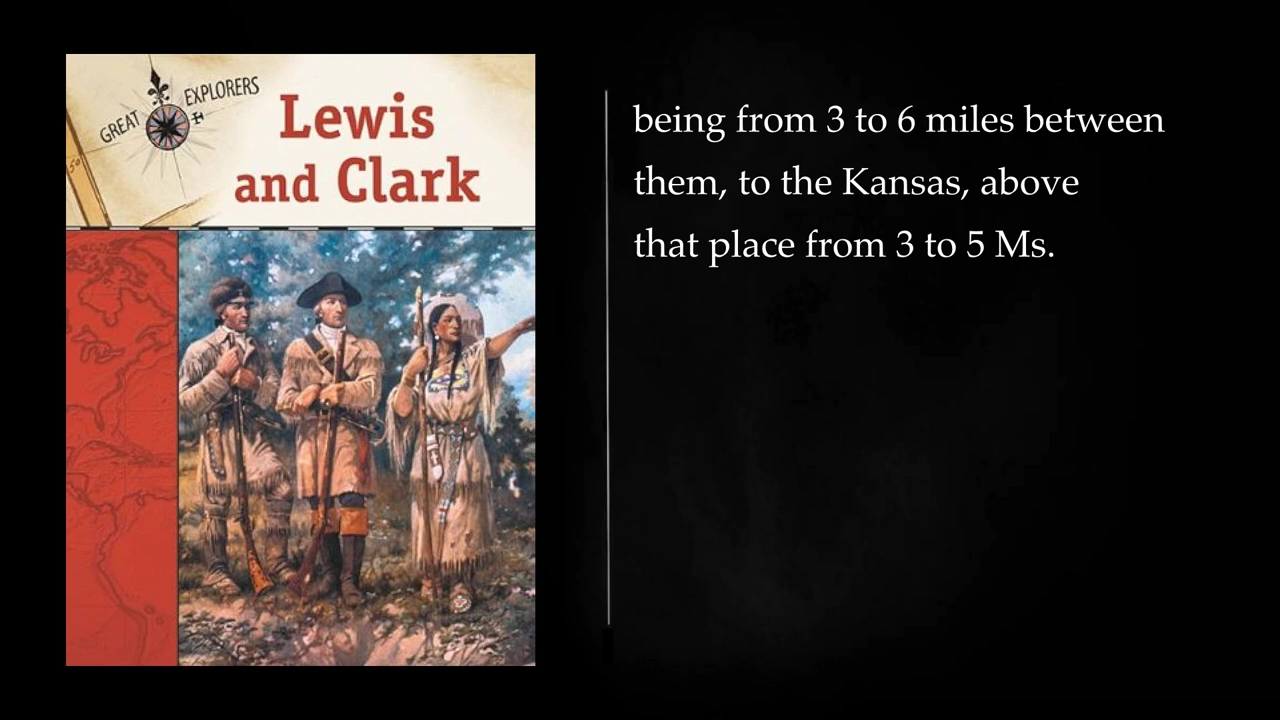 GREAT EXPLORERS
Lewis
and Clark
being from 3 to 6 miles between
them, to the Kansas, above
that place from 3 to 5 Ms.